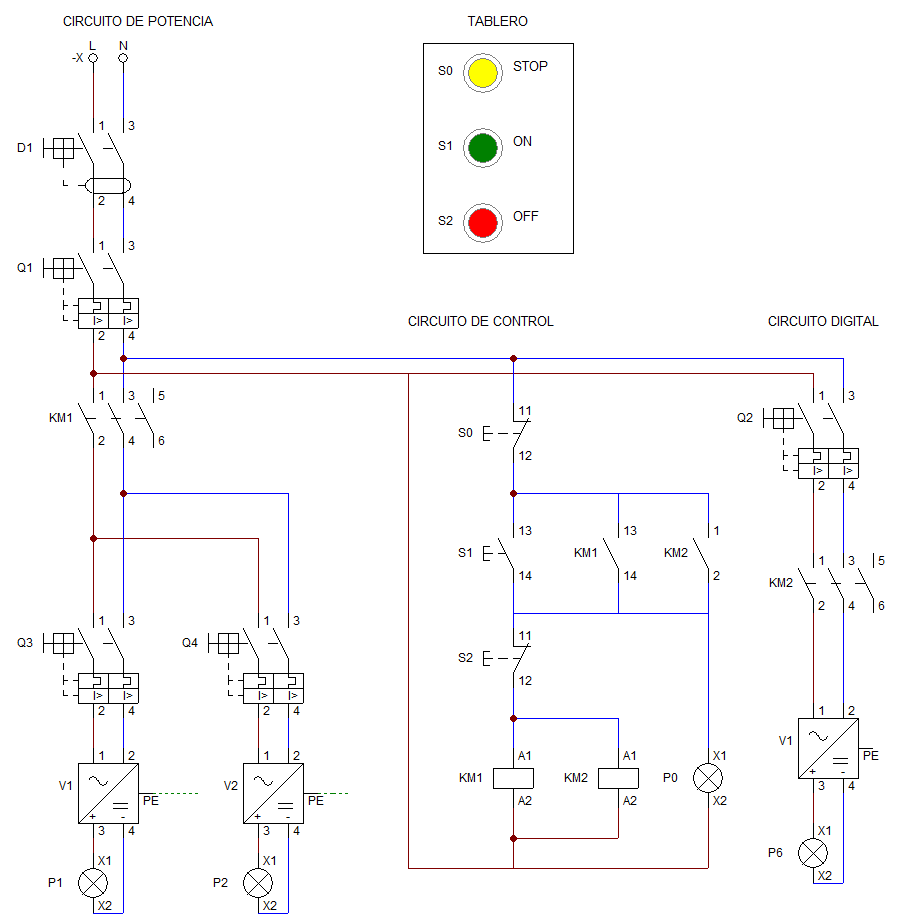 CIRCUITO DE POTENCIA
TABLERO
L N
-X
S0 STOP
S1 ON
S2 OFF
1 3
D1
2 4
1 3
Q1
I> I>
2 4
CIRCUITO DE CONTROL
CIRCUITO DIGITAL
1 3 5
KM1
2 4 6
11
S0
12
1 3
Q2
I> I>
2 4
13 13 1
S1 KM1 KM2
14 14 2
1 3 5
KM2
2 4 6
1 3
Q3
I> I>
2 4
1 3
Q4
I> I>
2 4
11
S2
12
1 2
V1
PE
+ -
3 4
1 2
V2
PE
+ -
3 4
A1 A1 X1
KM1 KM2 P0
A2 A2 X2
1 2
V1
PE
+ -
3 4
X1
P1
X2
X1
P2
X2
X1
P6
X2